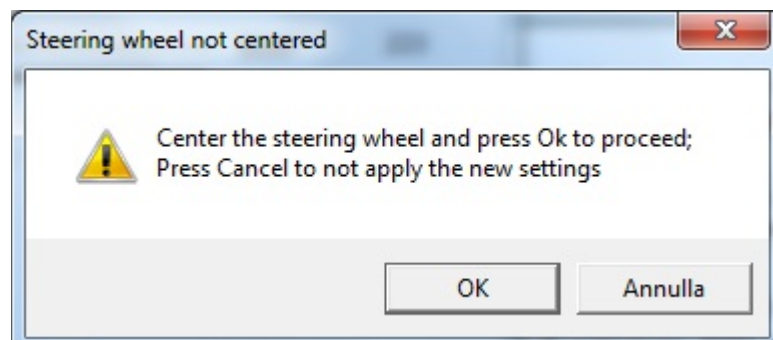 Steering wheel not centered
Center the steering wheel and press Ok to proceed;
Press Cancel to not apply the new settings
OK
Annulla